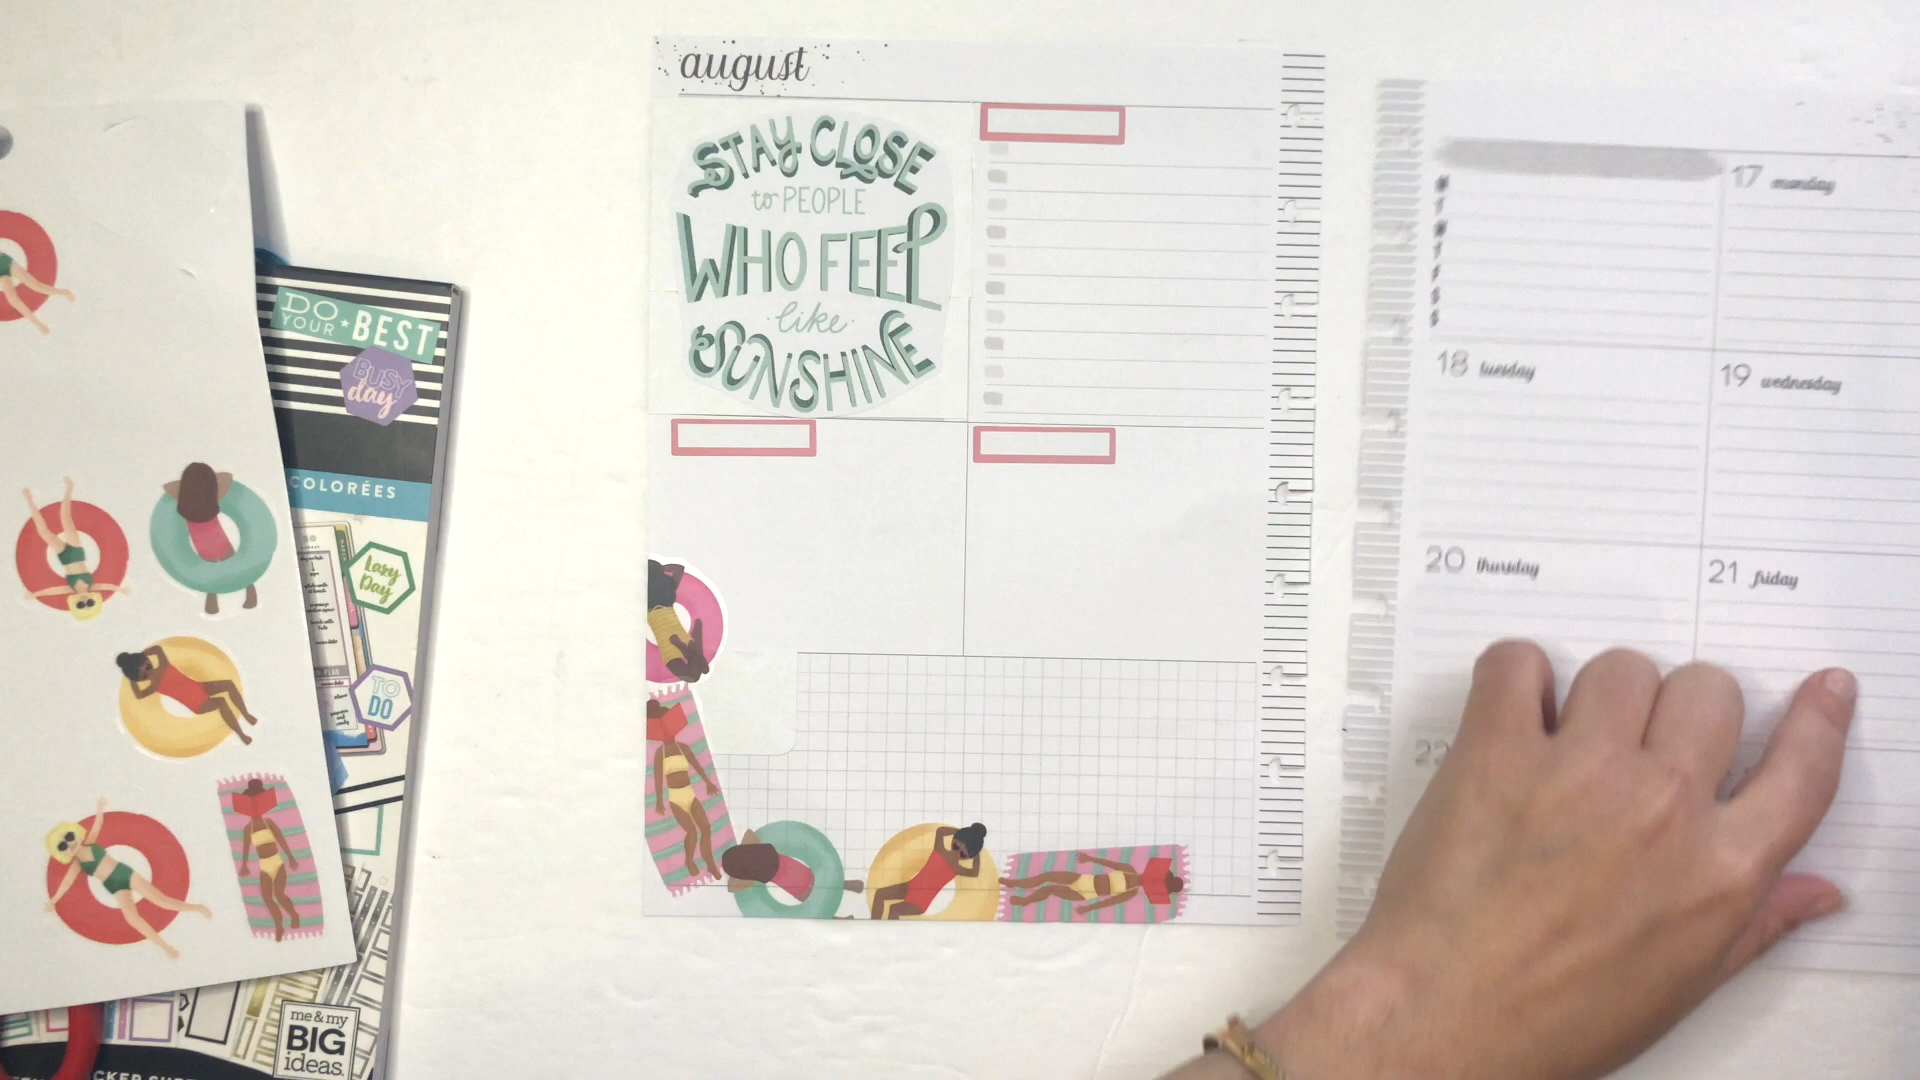 august
STAY CLOSE
to PEOPLE
WHO FEEL
like
SUNSHINE
17 monday
18 tuesday
19 wednesday
20 thursday
21 friday
DO
YOUR BEST
BUSY
day
COLORÉES
Lazy
Day
TO
DO
me & my
BIG
ideas.